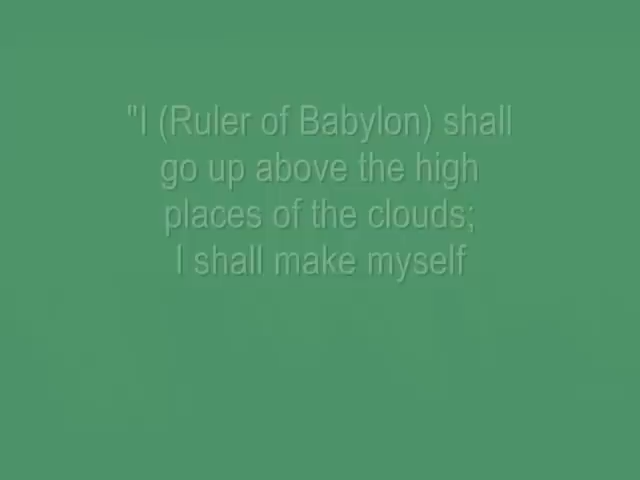 "I (Ruler of Babylon) shall
go up above the high
places of the clouds;
I shall make myself